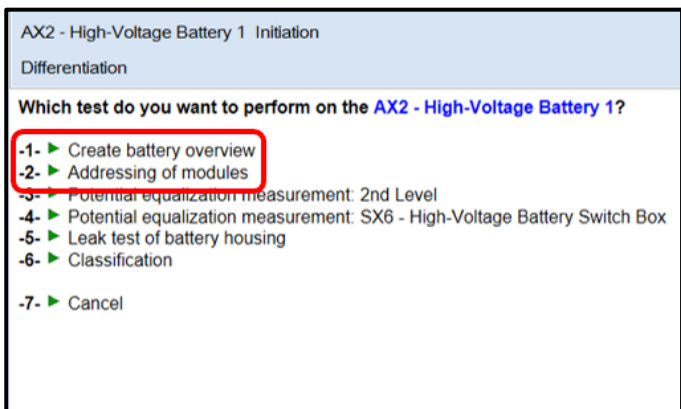 AX2 - High-Voltage Battery 1 Initiation
Differentiation
Which test do you want to perform on the AX2 - High-Voltage Battery 1?
-1- Create battery overview
-2- Addressing of modules
-3- Potential equalization measurement: 2nd Level
-4- Potential equalization measurement: SX6 - High-Voltage Battery Switch Box
-5- Leak test of battery housing
-6- Classification
-7- Cancel